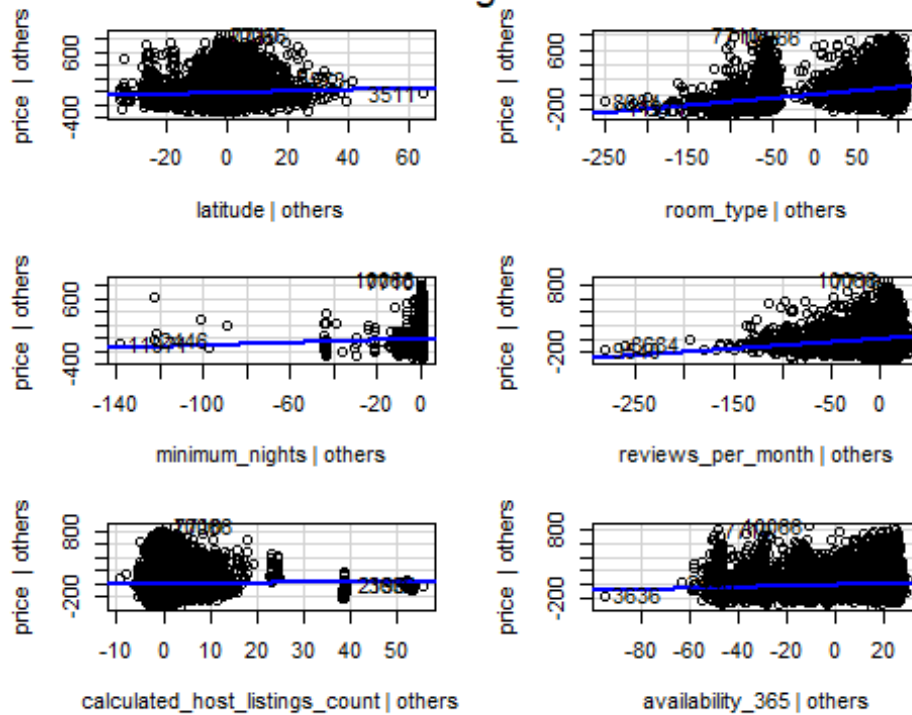 price | others
600
-400
3511
-20 0 20 40 60
latitude | others
price | others
600
-200
-250 -150 -50 0 50
room_type | others
price | others
600
-400
-140 -100 -60 -20 0
minimum_nights | others
price | others
800
-200
-250 -150 -50 0
reviews_per_month | others
price | others
800
-200
-10 0 10 20 30 40 50
calculated_host_listings_count | others
price | others
800
-200
3636
-80 -60 -40 -20 0 20
availability_365 | others